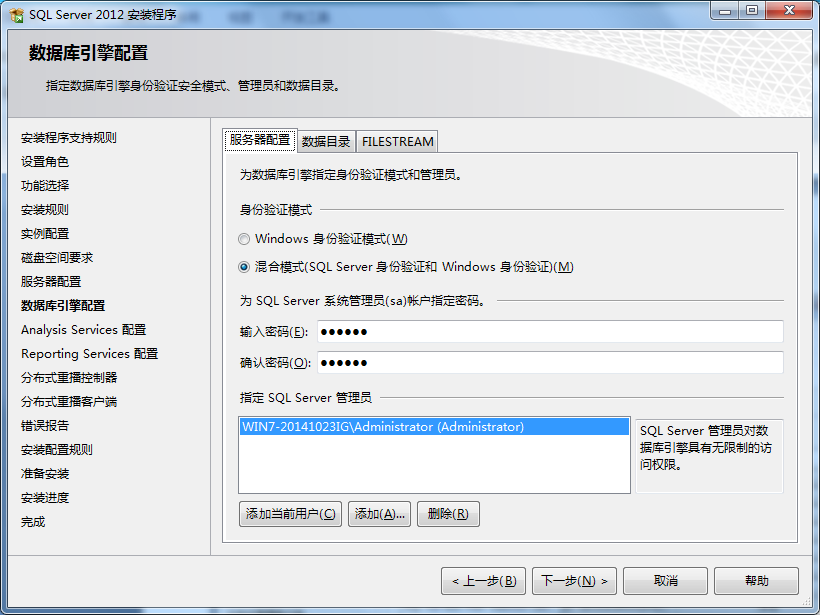 SQL Server 2012 安装程序
数据库引擎配置
指定数据库引擎身份验证安全模式、管理员和数据目录。
安装程序支持规则
设置角色
功能选择
安装规则
实例配置
磁盘空间要求
服务器配置
数据库引擎配置
Analysis Services 配置
Reporting Services 配置
分布式重播控制器
分布式重播客户端
错误报告
安装配置规则
准备安装
安装进度
完成
服务器配置 数据目录 FILESTREAM
为数据库引擎指定身份验证模式和管理员。
身份验证模式
Windows 身份验证模式(W)
混合模式(SQL Server 身份验证和 Windows 身份验证)(M)
为 SQL Server 系统管理员(sa)帐户指定密码。
输入密码(E): ●●●●●●
确认密码(O): ●●●●●●
指定 SQL Server 管理员
WIN7-20141023IG\Administrator (Administrator)
SQL Server 管理员对数
据库引擎具有无限制的访
问权限。
添加当前用户(C) 添加(A)... 删除(R)
< 上一步(B) 下一步(N) > 取消 帮助